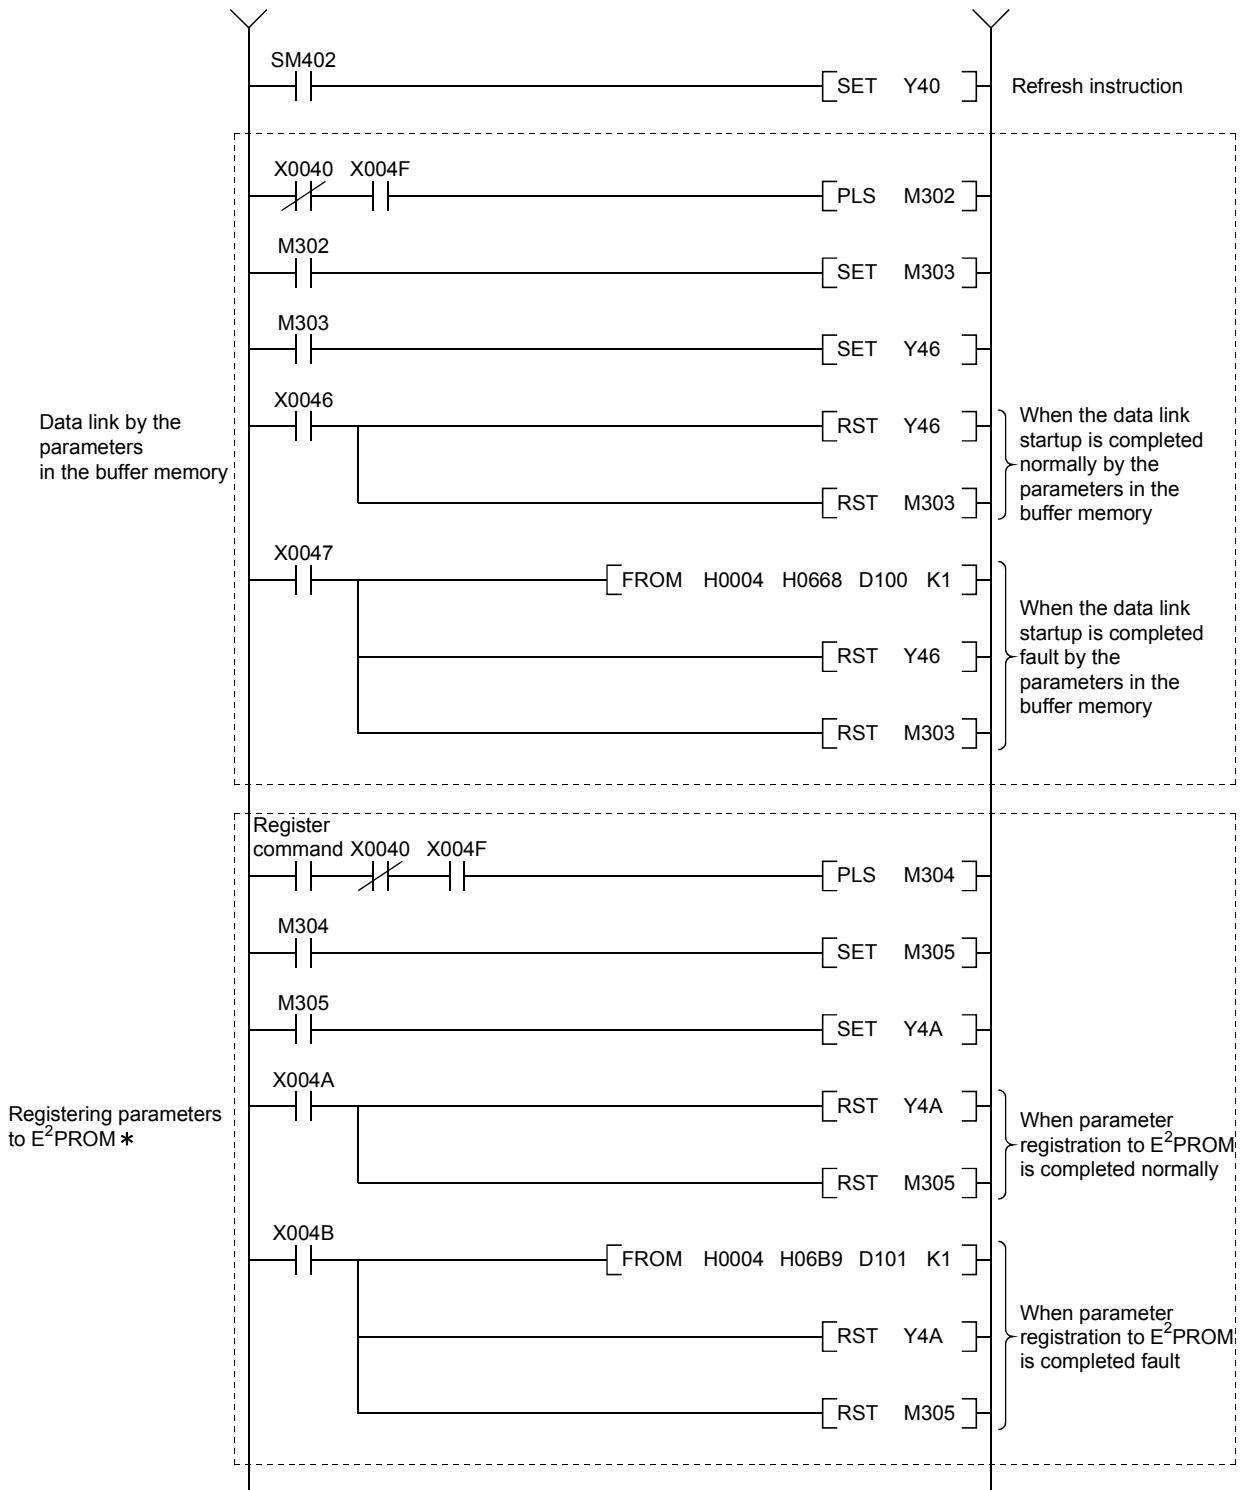 SM402
SET Y40 Refresh instruction
X0040 X004F
PLS M302
M302
SET M303
M303
SET Y46
Data link by the
parameters
in the buffer memory
X0046
RST Y46
RST M303
When the data link
startup is completed
normally by the
parameters in the
buffer memory
X0047
FROM H0004 H0668 D100 K1
RST Y46
RST M303
When the data link
startup is completed
fault by the
parameters in the
buffer memory
Register
command X0040 X004F
PLS M304
M304
SET M305
M305
SET Y4A
Registering parameters
to E²PROM＊
X004A
RST Y4A
RST M305
When parameter
registration to E²PROM
is completed normally
X004B
FROM H0004 H06B9 D101 K1
RST Y4A
RST M305
When parameter
registration to E²PROM
is completed fault